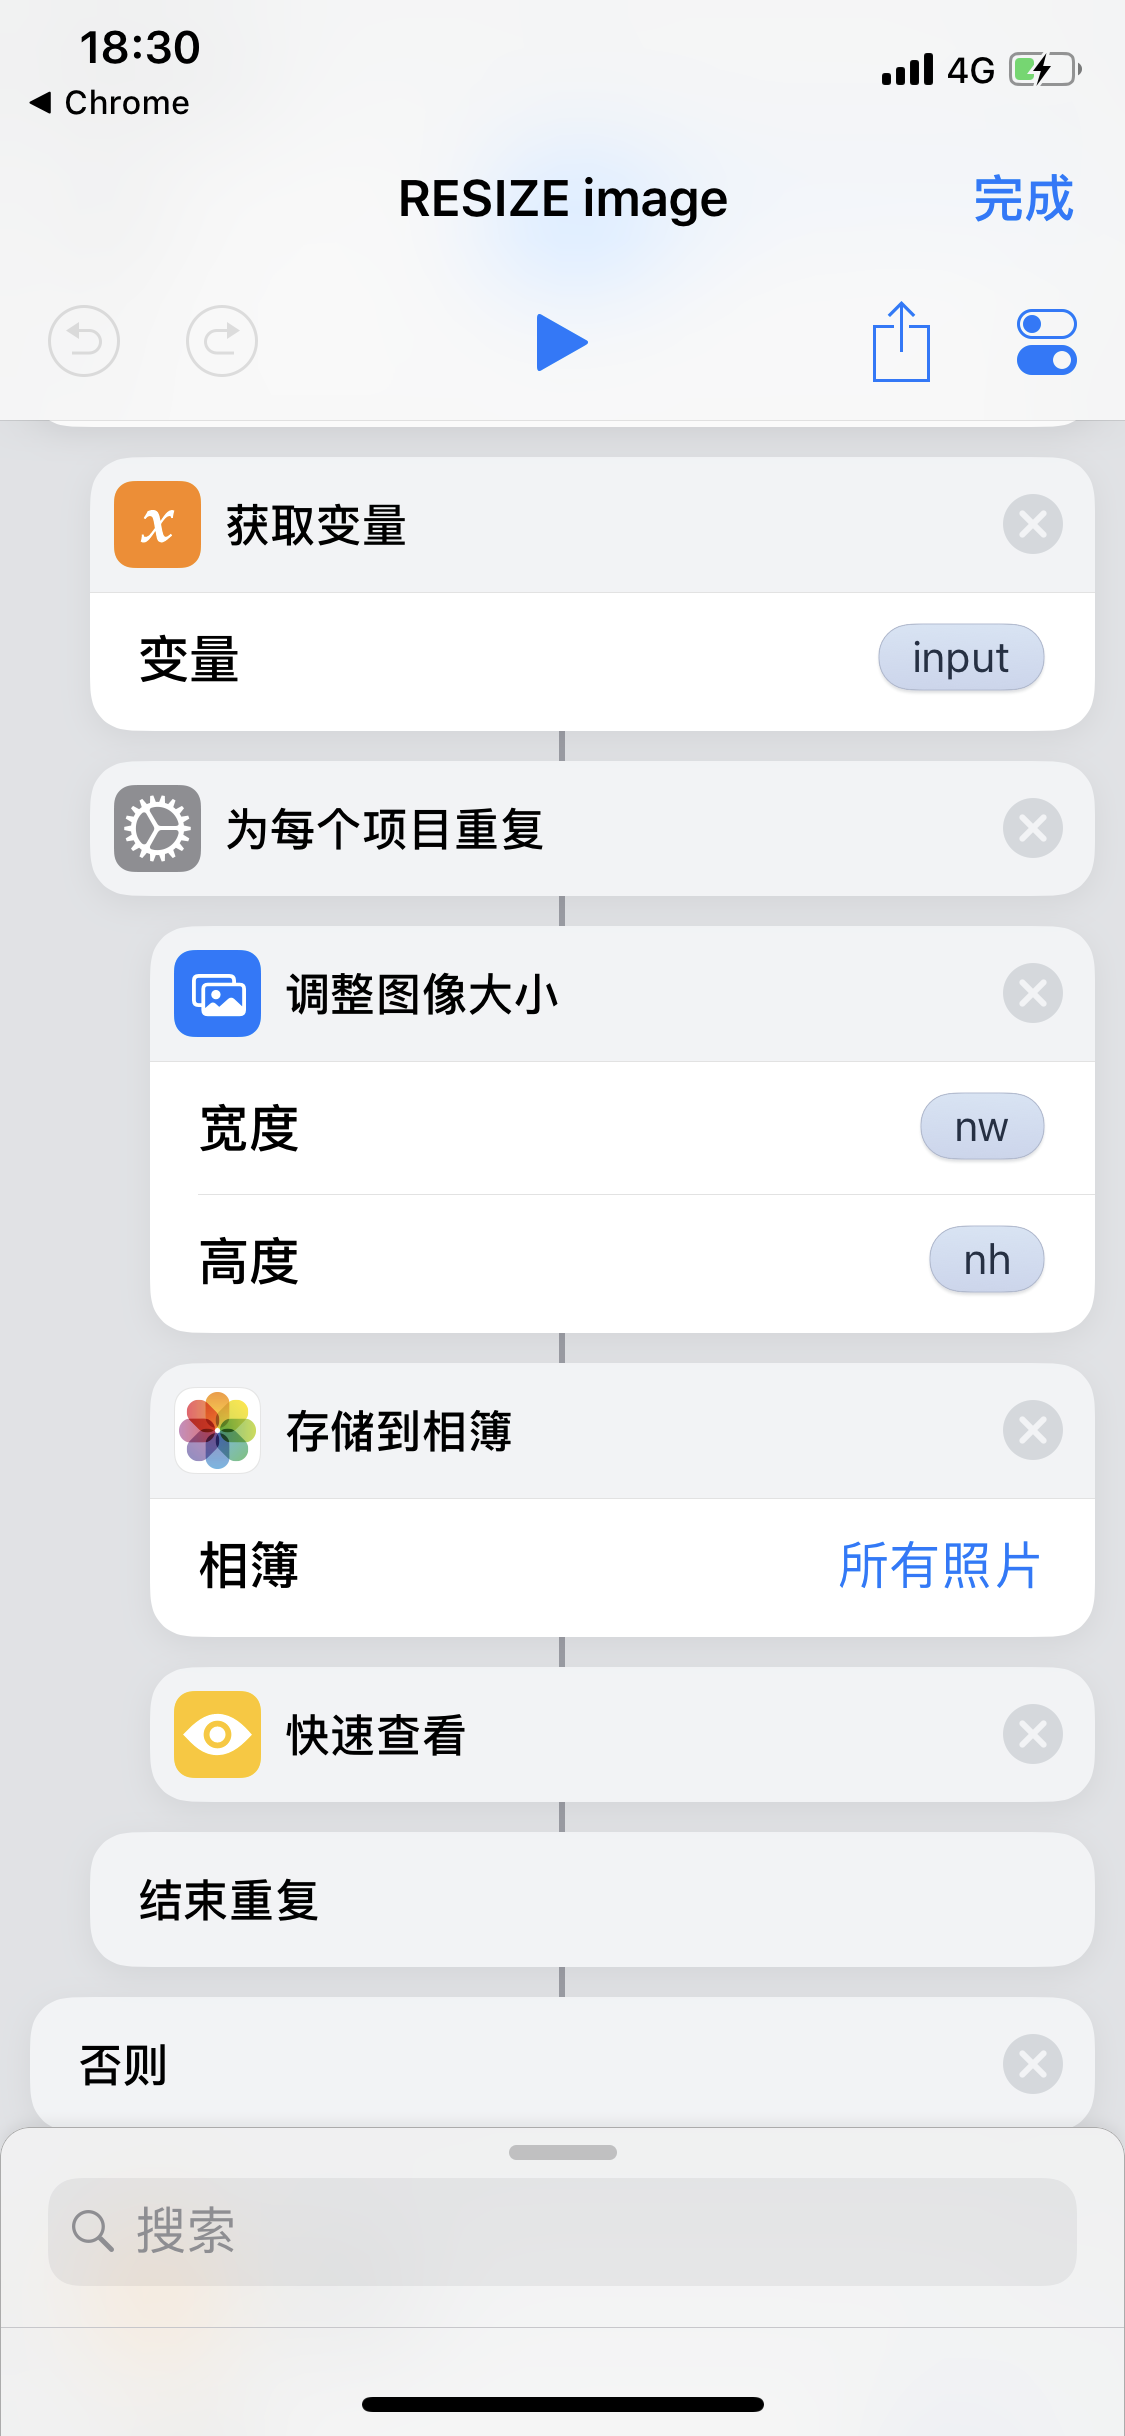 18:30
4G
Chrome
RESIZE image
完成
获取变量
变量
input
为每个项目重复
调整图像大小
宽度
nw
高度
nh
存储到相簿
相簿
所有照片
快速查看
结束重复
否则
搜索